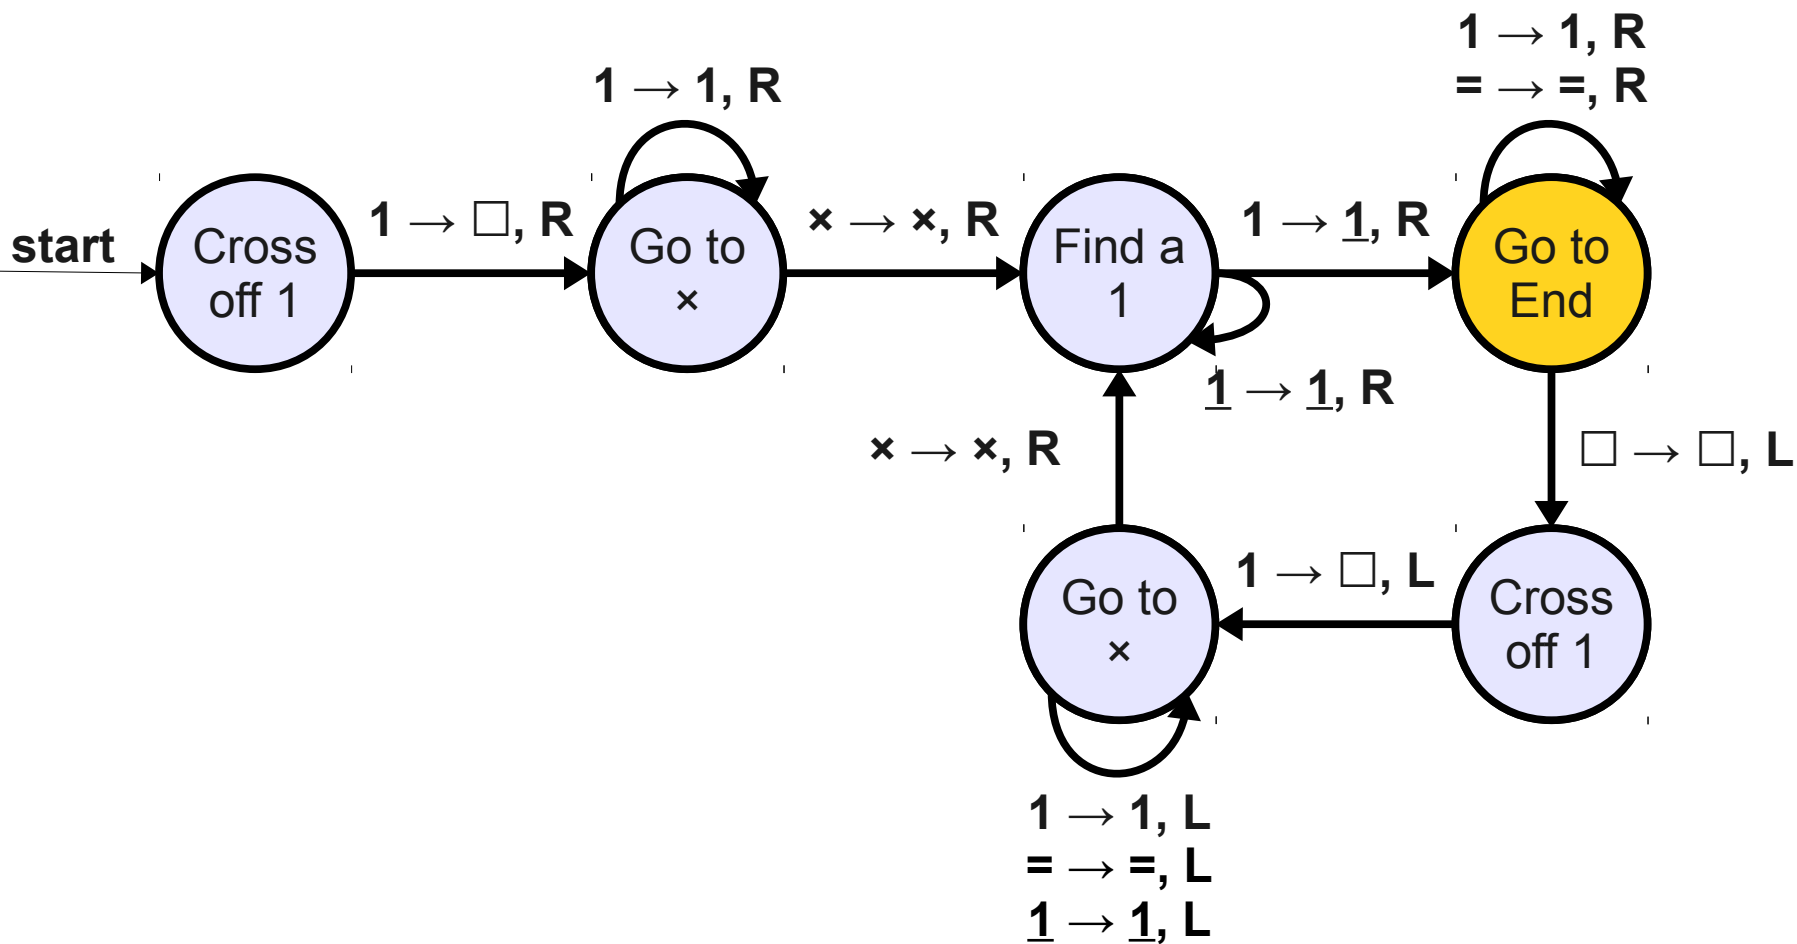 start
Cross
off 1
1 → □, R
1 → 1, R
Go to
×
× → ×, R
Find a
1
1 → 1̲, R
1̲ → 1̲, R
1 → 1, R
= → =, R
Go to
End
□ → □, L
Cross
off 1
1 → □, L
Go to
×
× → ×, R
1 → 1, L
= → =, L
1̲ → 1̲, L